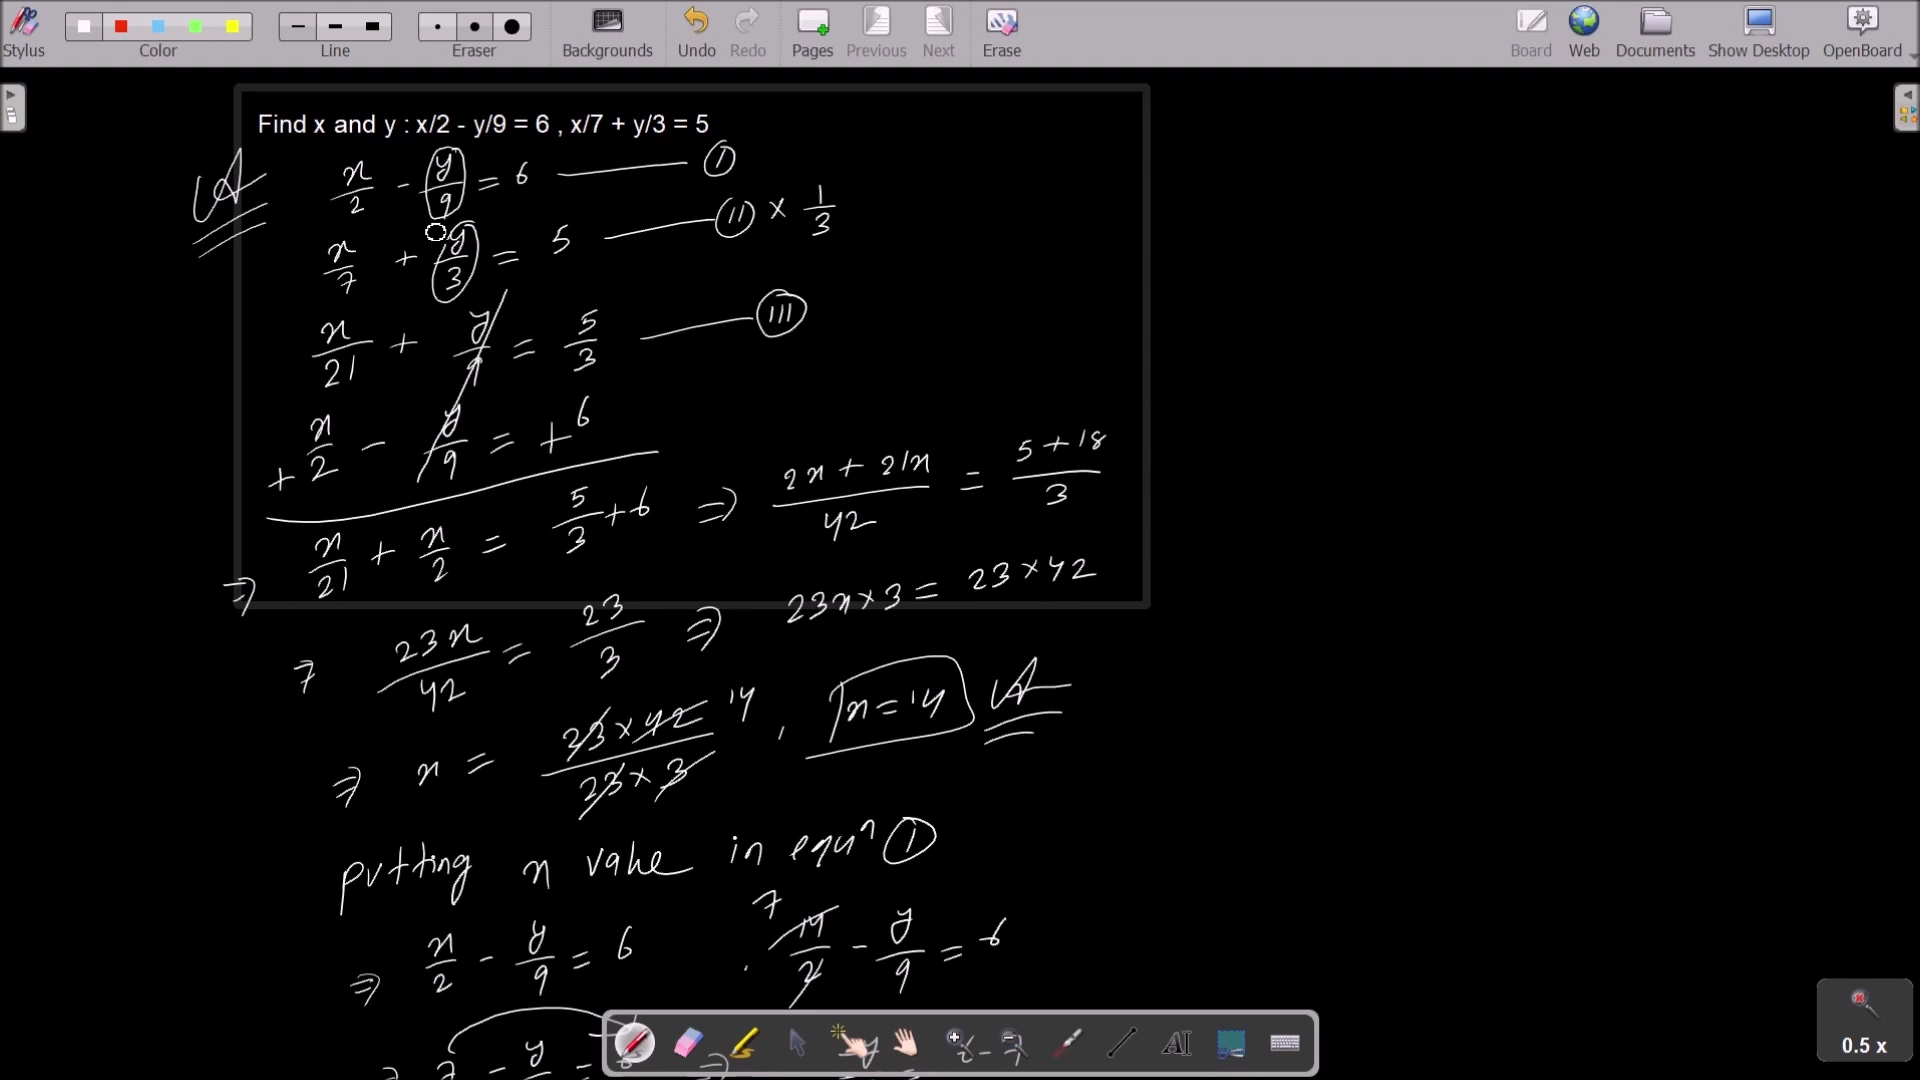 Stylus Color Line Eraser Backgrounds Undo Redo Pages Previous Next Erase Board Web Documents Show Desktop OpenBoard
Find x and y : x/2 - y/9 = 6 , x/7 + y/3 = 5
x/2 - y/9 = 6 —— (I)
x/7 + y/3 = 5 —— (II) × 1/3
x/21 + y/9 = 5/3 —— (III)
+ x/2 - y/9 = + 6
⇒ x/21 + x/2 = 5/3 + 6 ⇒ (2x + 21x)/42 = (5 + 18)/3
⇒ 23x/42 = 23/3 ⇒ 23x × 3 = 23 × 42
⇒ x = (23 × 42)/(23 × 3) 14 , x = 14
putting x value in equⁿ (I)
⇒ x/2 - y/9 = 6 7 14/2 - y/9 = 6
0.5 x